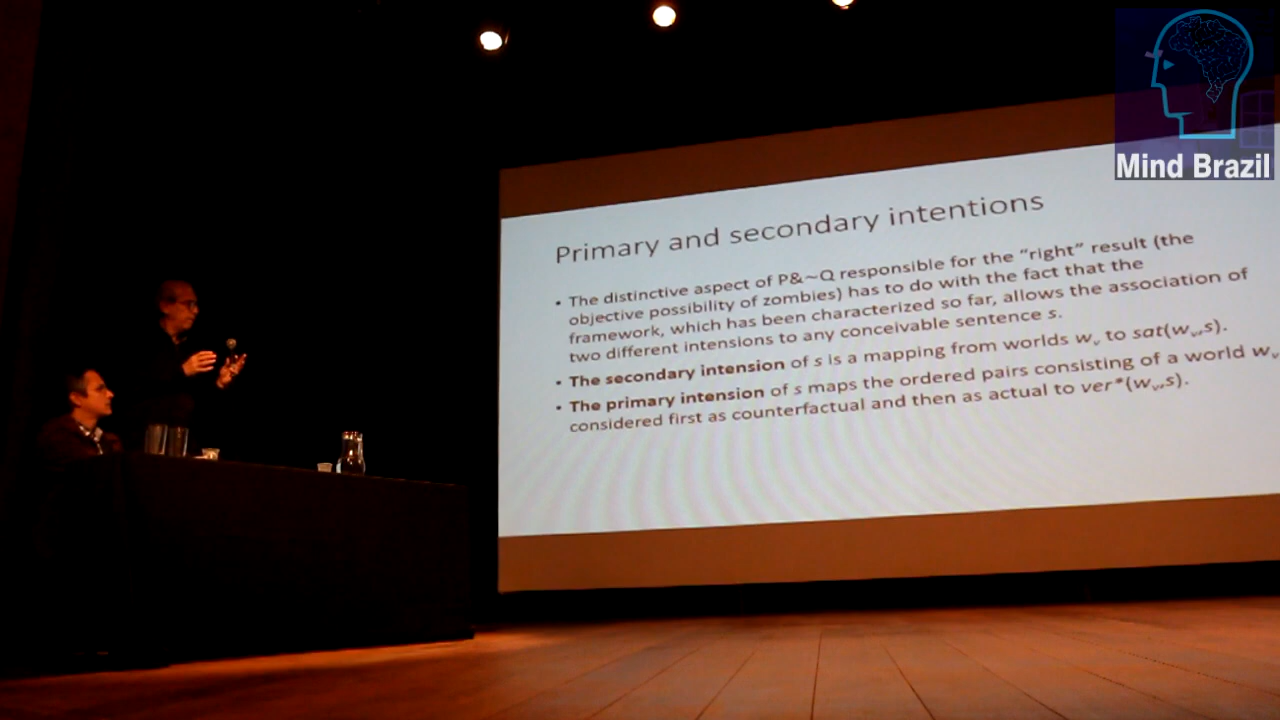 Mind Brazil
Primary and secondary intentions
• The distinctive aspect of P&~Q responsible for the “right” result (the
objective possibility of zombies) has to do with the fact that the
framework, which has been characterized so far, allows the association of
two different intensions to any conceivable sentence s.
• The secondary intension of s is a mapping from worlds wᵥ to sat(wᵥ,s).
• The primary intension of s maps the ordered pairs consisting of a world wᵥ
considered first as counterfactual and then as actual to ver*(wᵥ,s).